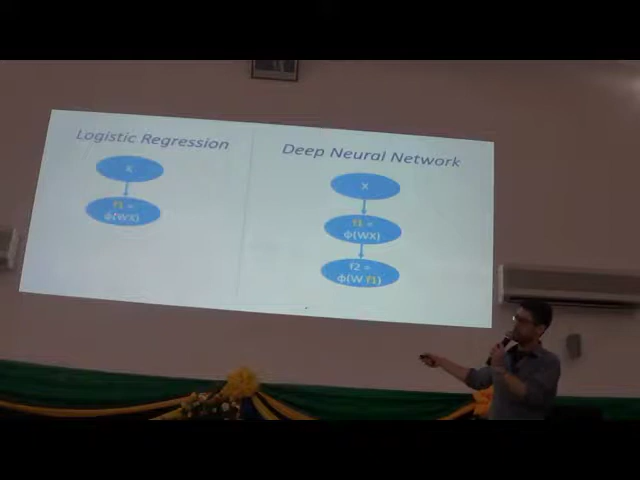 Logistic Regression
X
f1 =
ϕ(WX)
Deep Neural Network
X
f1 =
ϕ(WX)
f2 =
ϕ(W f1)